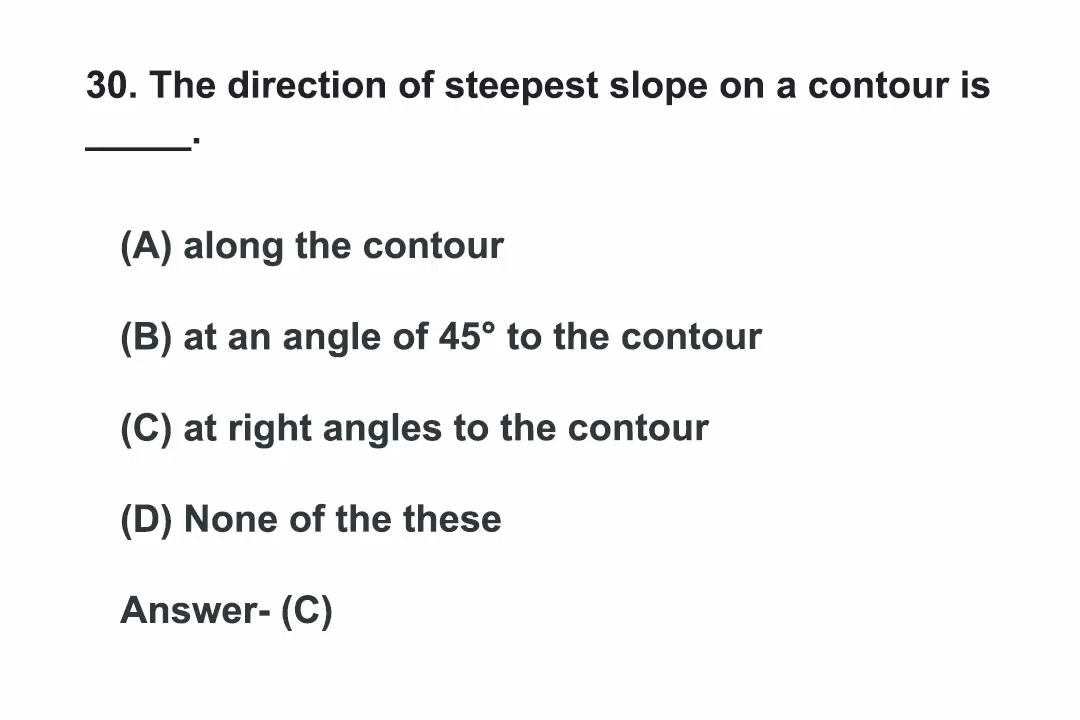 30. The direction of steepest slope on a contour is
_____.
(A) along the contour
(B) at an angle of 45° to the contour
(C) at right angles to the contour
(D) None of the these
Answer- (C)